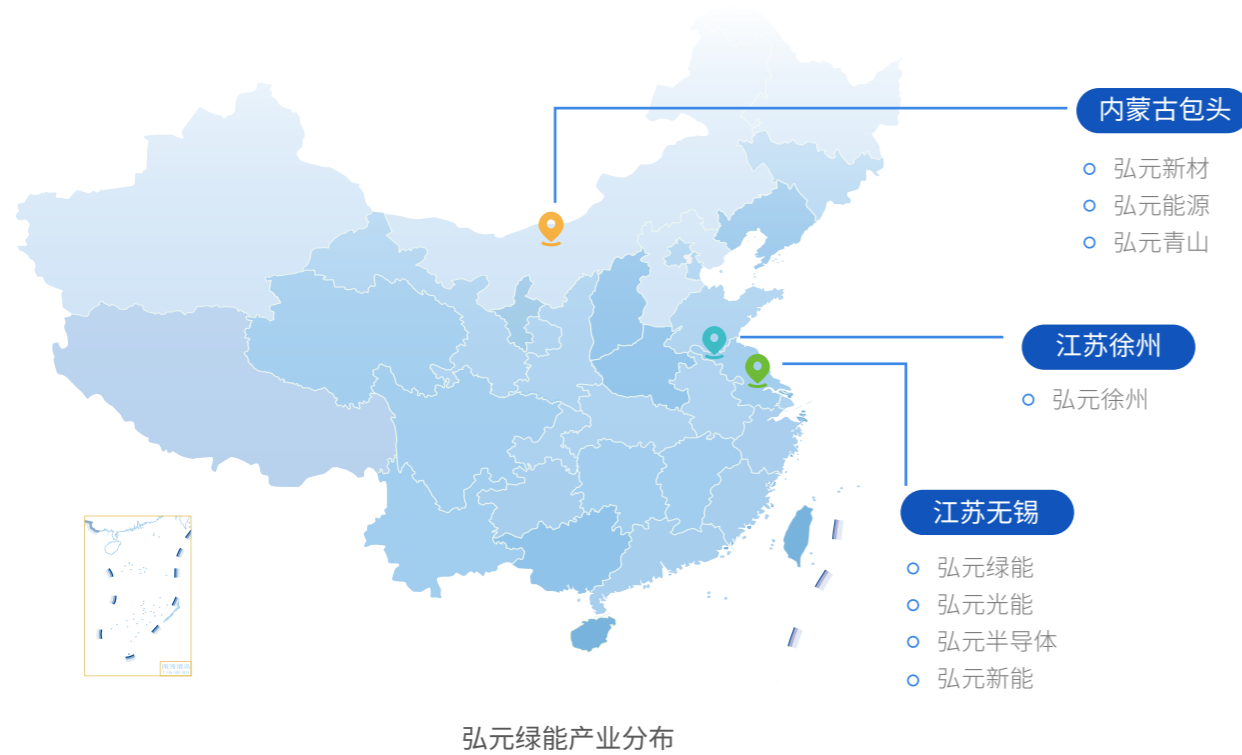 内蒙古包头
弘元新材
弘元能源
弘元青山
江苏徐州
弘元徐州
江苏无锡
弘元绿能
弘元光能
弘元半导体
弘元新能
弘元绿能产业分布